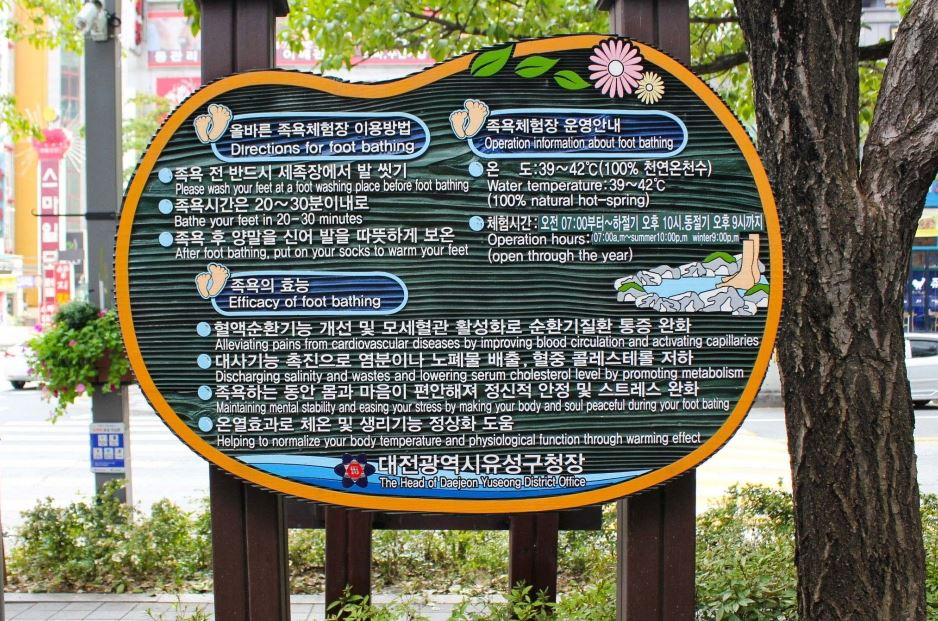 올바른 족욕체험장 이용방법
Directions for foot bathing
족욕 전 반드시 세족장에서 발 씻기
Please wash your feet at a foot washing place before foot bathing
족욕시간은 20~30분이내로
Bathe your feet in 20-30 minutes
족욕 후 양말을 신어 발을 따뜻하게 보온
After foot bathing, put on your socks to warm your feet
족욕체험장 운영안내
Operation information about foot bathing
온 도:39~42℃(100% 천연온천수)
Water temperature:39~42℃
(100% natural hot-spring)
체험시간: 오전 07:00부터~하절기 오후 10시,동절기 오후 9시까지
Operation hours:(07:00a,m~summer10:00p,m winter9:00p,m
(open through the year)
족욕의 효능
Efficacy of foot bathing
혈액순환기능 개선 및 모세혈관 활성화로 순환기질환 통증 완화
Alleviating pains from cardiovascular diseases by improving blood circulation and activating capillaries
대사기능 촉진으로 염분이나 노폐물 배출, 혈중 콜레스테롤 저하
Discharging salinity and wastes and lowering serum cholesterol level by promoting metabolism
족욕하는 동안 몸과 마음이 편안해져 정신적 안정 및 스트레스 완화
Maintaining mental stability and easing your stress by making your body and soul peaceful during your foot bating
온열효과로 체온 및 생리기능 정상화 도움
Helping to normalize your body temperature and physiological function through warming effect
대전광역시유성구청장
The Head of Daejeon Yuseong District Office
스마일